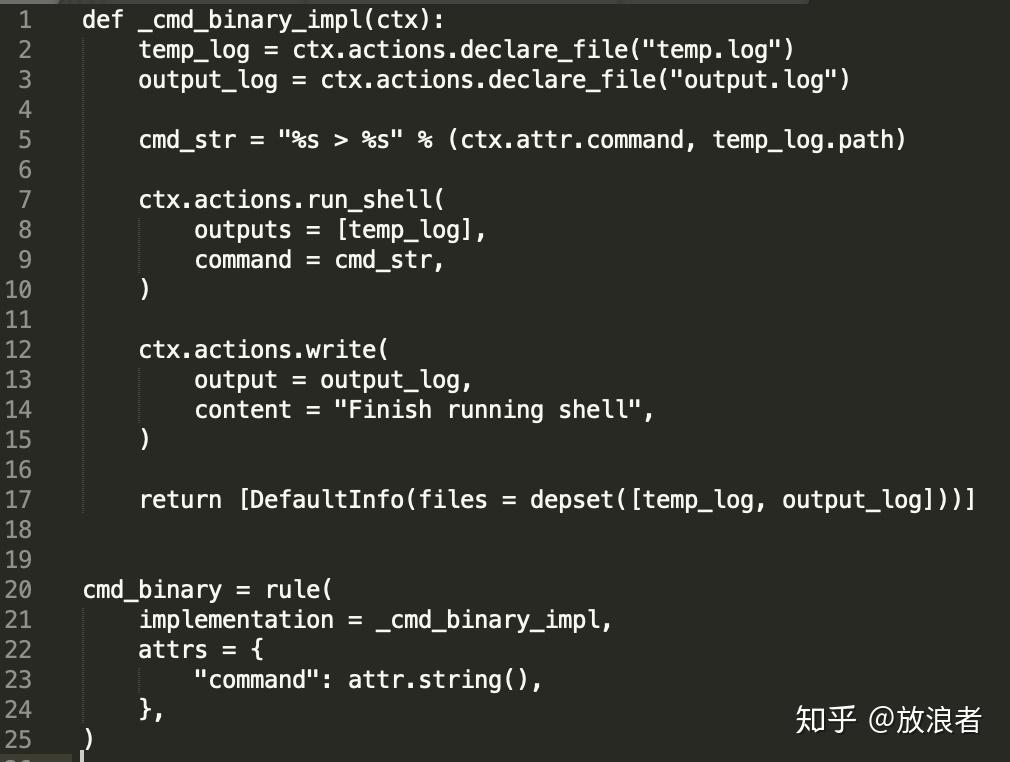 1 def _cmd_binary_impl(ctx):
2     temp_log = ctx.actions.declare_file("temp.log")
3     output_log = ctx.actions.declare_file("output.log")
4
5     cmd_str = "%s > %s" % (ctx.attr.command, temp_log.path)
6
7     ctx.actions.run_shell(
8         outputs = [temp_log],
9         command = cmd_str,
10     )
11
12     ctx.actions.write(
13         output = output_log,
14         content = "Finish running shell",
15     )
16
17     return [DefaultInfo(files = depset([temp_log, output_log]))]
18
19
20 cmd_binary = rule(
21     implementation = _cmd_binary_impl,
22     attrs = {
23         "command": attr.string(),
24     },
25 )
知乎 @放浪者